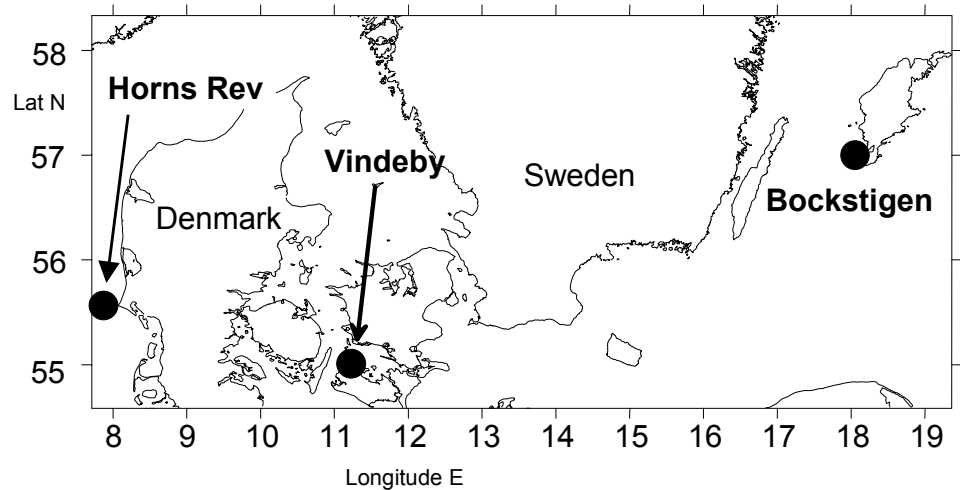 58
Horns Rev
Lat N
57
Vindeby
Sweden
Bockstigen
Denmark
56
55
8 9 10 11 12 13 14 15 16 17 18 19
Longitude E